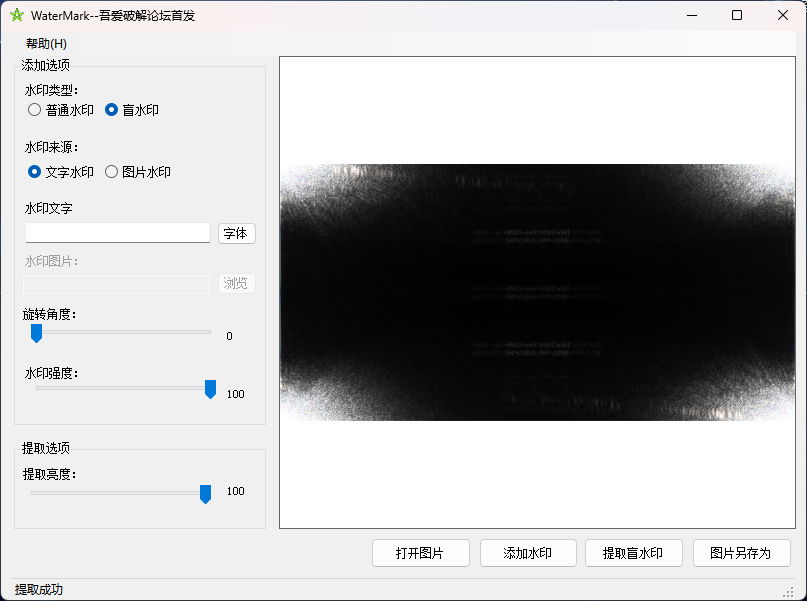 WaterMark--吾爱破解论坛首发
帮助(H)
添加选项
水印类型：
普通水印 盲水印
水印来源：
文字水印 图片水印
水印文字
字体
水印图片：
浏览
旋转角度：
0
水印强度：
100
提取选项
提取亮度：
100
打开图片 添加水印 提取盲水印 图片另存为
提取成功